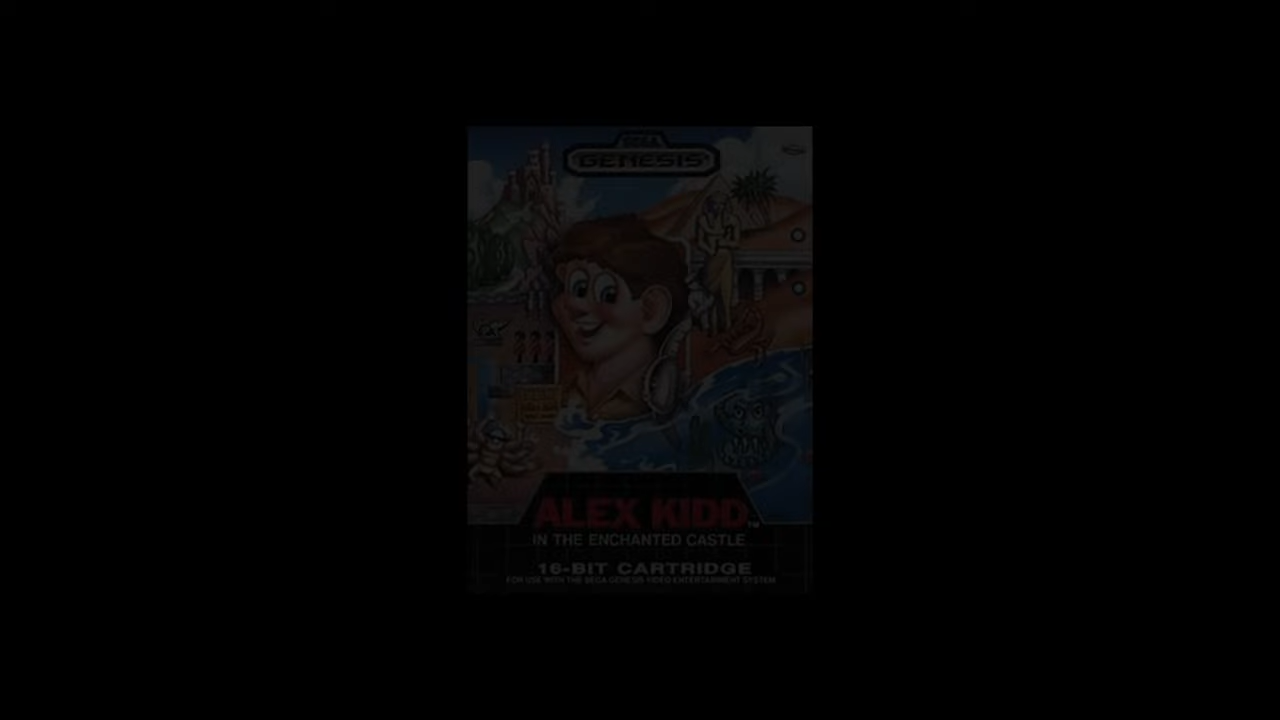 SEGA
GENESIS
ALEX KIDD™
IN THE ENCHANTED CASTLE
16-BIT CARTRIDGE
FOR USE WITH THE SEGA GENESIS VIDEO ENTERTAINMENT SYSTEM